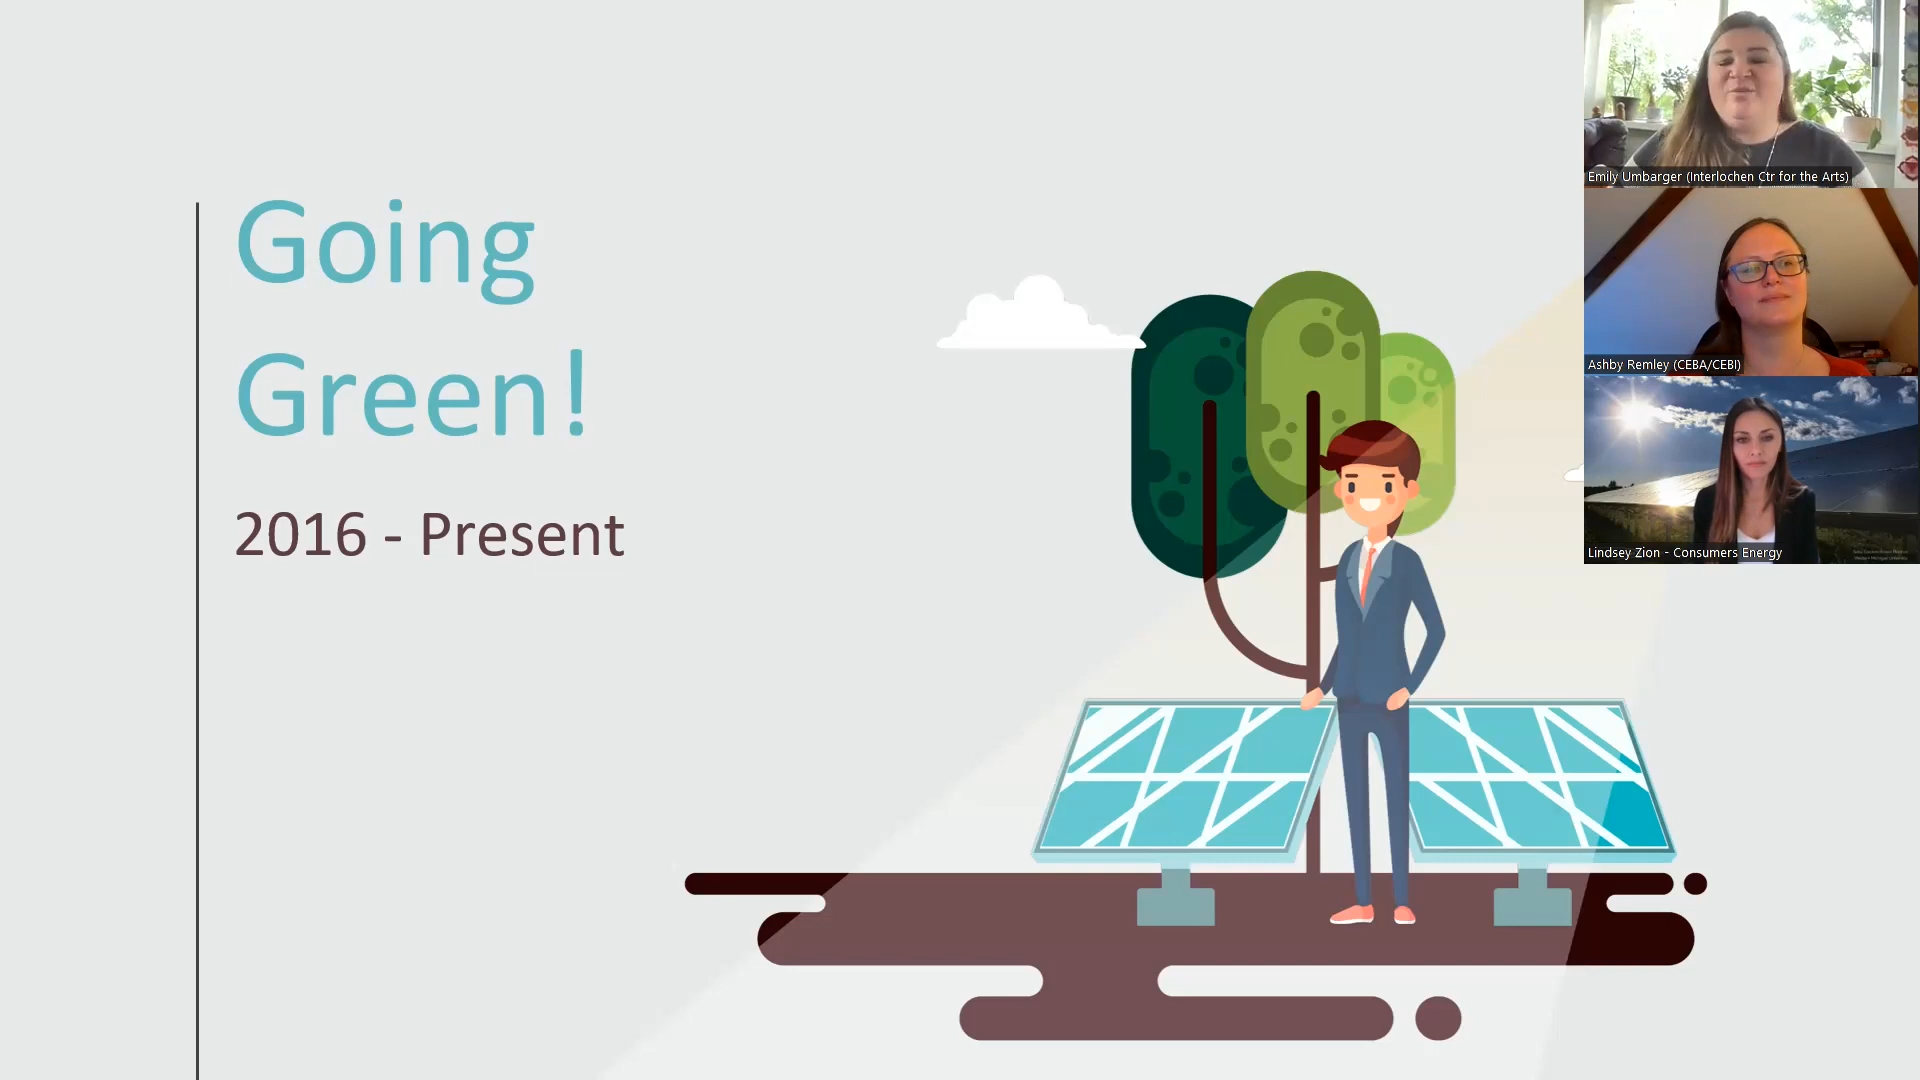 Going
Green!
2016 - Present
Emily Umbarger (Interlochen Ctr for the Arts)
Ashby Remley (CEBA/CEBI)
Lindsey Zion - Consumers Energy